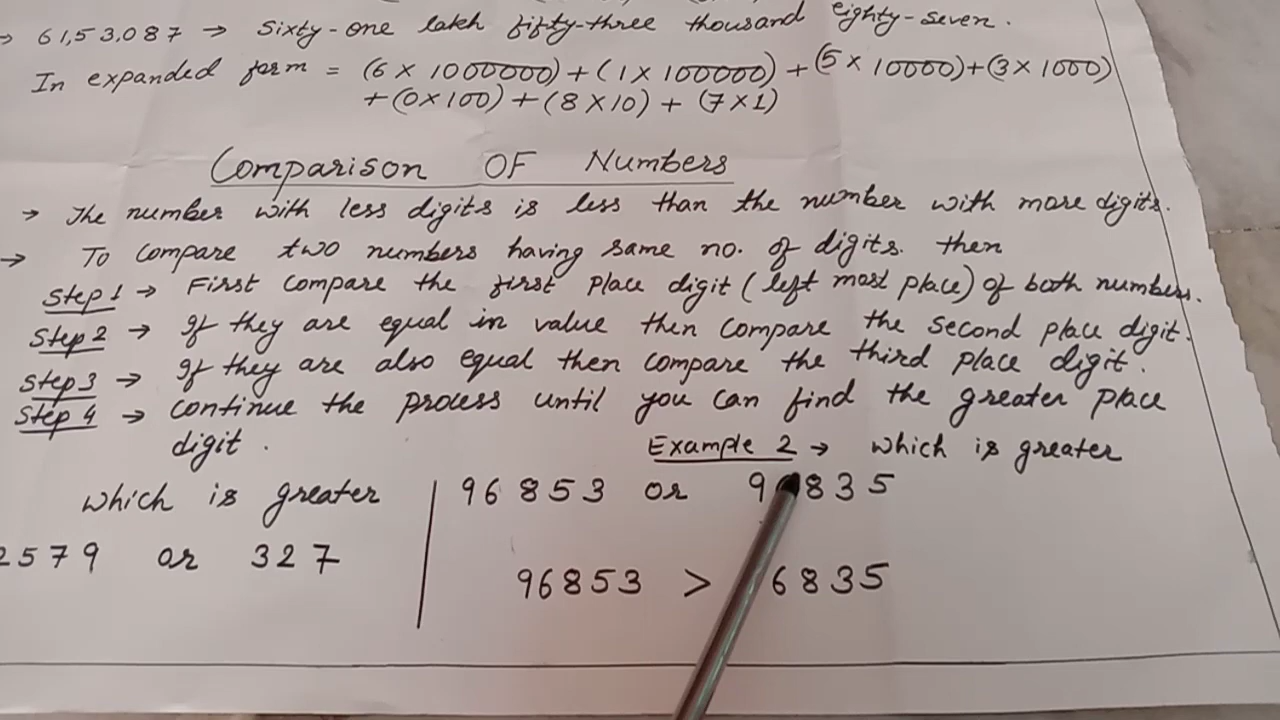 → 61,53,087 → Sixty-one lakh fifty-three thousand eighty-seven.
In expanded form = (6 × 1000000) + (1 × 100000) + (5 × 10000) + (3 × 1000)
+ (0 × 100) + (8 × 10) + (7 × 1)
Comparison OF Numbers
→ The number with less digits is less than the number with more digits.
→ To compare two numbers having same no. of digits. then
Step 1 → First compare the first place digit (left most place) of both numbers.
Step 2 → If they are equal in value then compare the second place digit.
Step 3 → If they are also equal then compare the third place digit.
Step 4 → continue the process until you can find the greater place
digit.
Example 2 → which is greater
which is greater
96853 or 9 835
2579 or 327
96853 > 6835